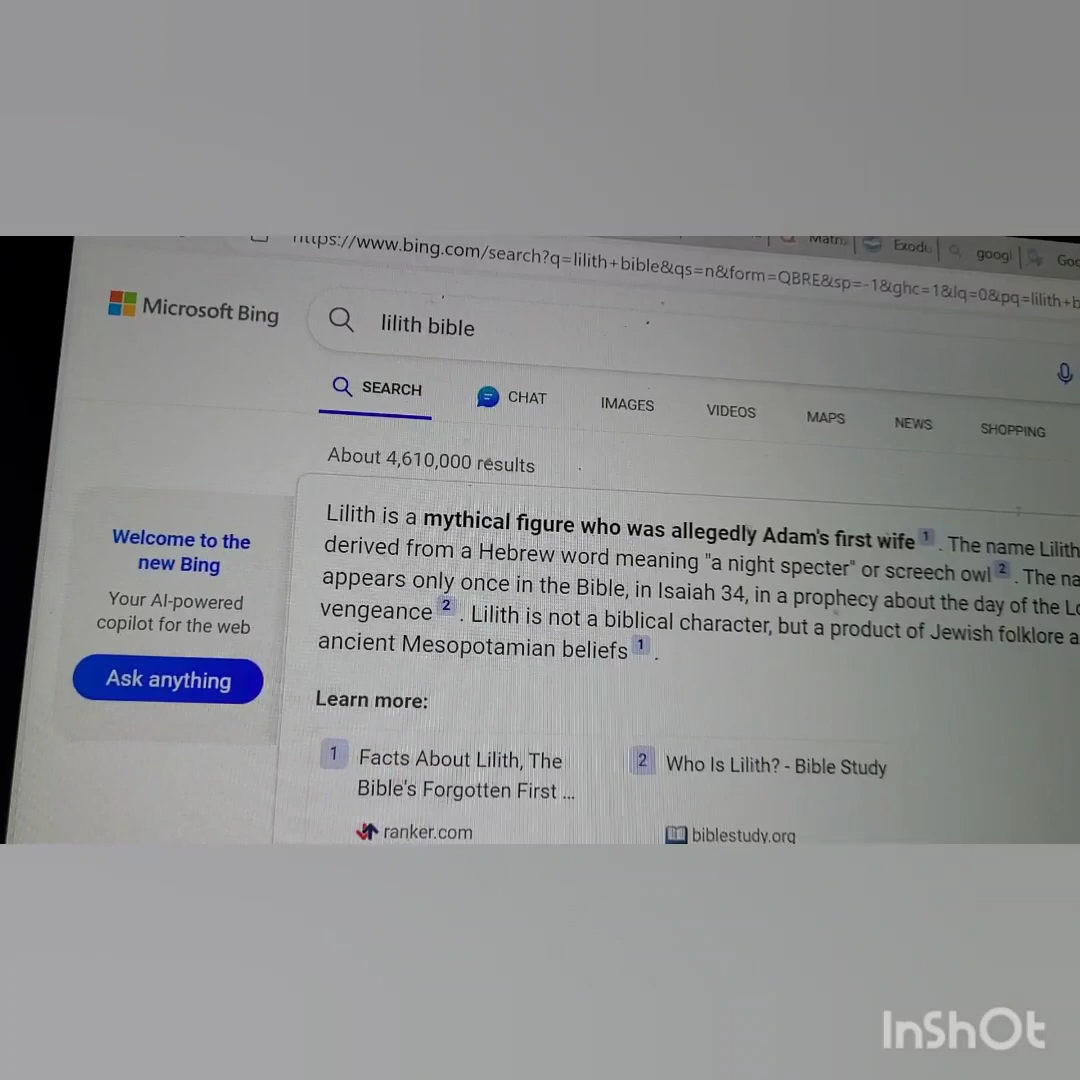 Exodu
googl
Goo
https://www.bing.com/search?q=lilith+bible&qs=n&form=QBRE&sp=-1&ghc=1&lq=0&pq=lilith+b
Microsoft Bing
lilith bible
SEARCH CHAT IMAGES VIDEOS MAPS NEWS SHOPPING
About 4,610,000 results
Welcome to the
new Bing
Your AI-powered
copilot for the web
Ask anything
Lilith is a mythical figure who was allegedly Adam's first wife 1 . The name Lilith
derived from a Hebrew word meaning "a night specter" or screech owl 2 . The na
appears only once in the Bible, in Isaiah 34, in a prophecy about the day of the Lo
vengeance 2 . Lilith is not a biblical character, but a product of Jewish folklore a
ancient Mesopotamian beliefs 1 .
Learn more:
1 Facts About Lilith, The
Bible's Forgotten First ...
ranker.com
2 Who Is Lilith? - Bible Study
biblestudy.org
InShOt